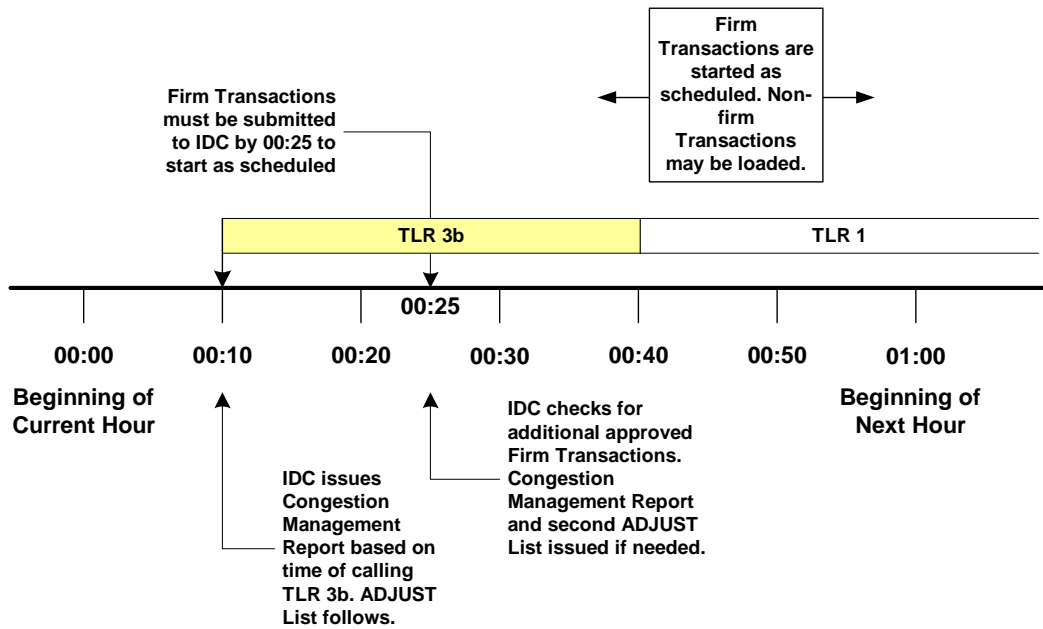 Firm
Transactions are
started as
scheduled. Non-
firm
Transactions
may be loaded.
Firm Transactions
must be submitted
to IDC by 00:25 to
start as scheduled
TLR 3b
TLR 1
00:25
00:00
00:10
00:20
00:30
00:40
00:50
01:00
Beginning of
Current Hour
Beginning of
Next Hour
IDC issues
Congestion
Management
Report based on
time of calling
TLR 3b. ADJUST
List follows.
IDC checks for
additional approved
Firm Transactions.
Congestion
Management Report
and second ADJUST
List issued if needed.